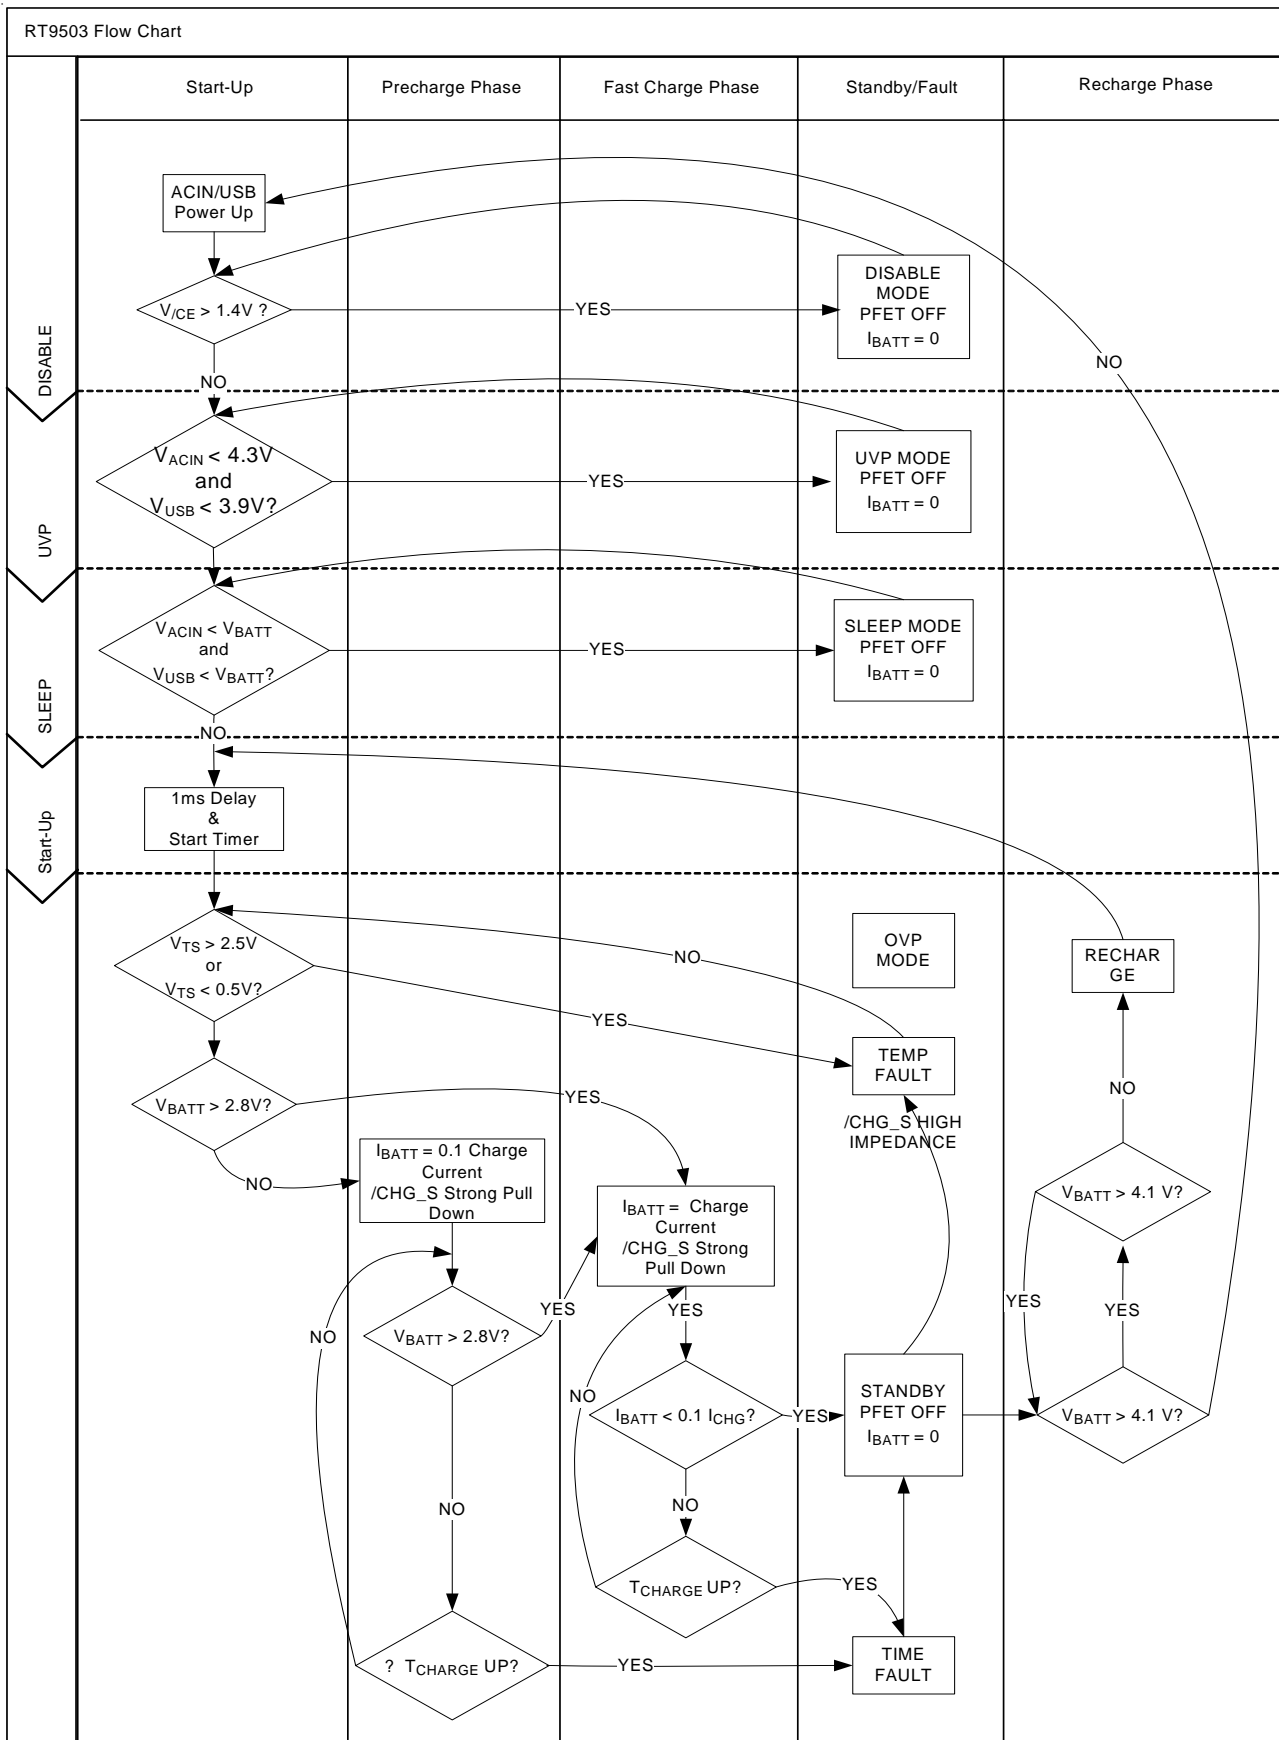 RT9503 Flow Chart
Start-Up
Precharge Phase
Fast Charge Phase
Standby/Fault
Recharge Phase
DISABLE
ACIN/USB
Power Up
V/CE > 1.4V ?
YES
DISABLE
MODE
PFET OFF
IBATT = 0
NO
NO
UVP
VACIN < 4.3V
and
VUSB < 3.9V?
YES
UVP MODE
PFET OFF
IBATT = 0
SLEEP
VACIN < VBATT
and
VUSB < VBATT?
YES
SLEEP MODE
PFET OFF
IBATT = 0
NO
Start-Up
1ms Delay
&
Start Timer
VTS > 2.5V
or
VTS < 0.5V?
NO
YES
OVP
MODE
RECHAR
GE
TEMP
FAULT
/CHG_S HIGH
IMPEDANCE
NO
VBATT > 2.8V?
YES
NO
IBATT = 0.1 Charge
Current
/CHG_S Strong Pull
Down
IBATT =  Charge
Current
/CHG_S Strong
Pull Down
VBATT > 4.1 V?
YES
YES
NO
VBATT > 2.8V?
YES
YES
NO
IBATT < 0.1 ICHG?
YES
STANDBY
PFET OFF
IBATT = 0
VBATT > 4.1 V?
NO
NO
TCHARGE UP?
YES
? TCHARGE UP?
YES
TIME
FAULT